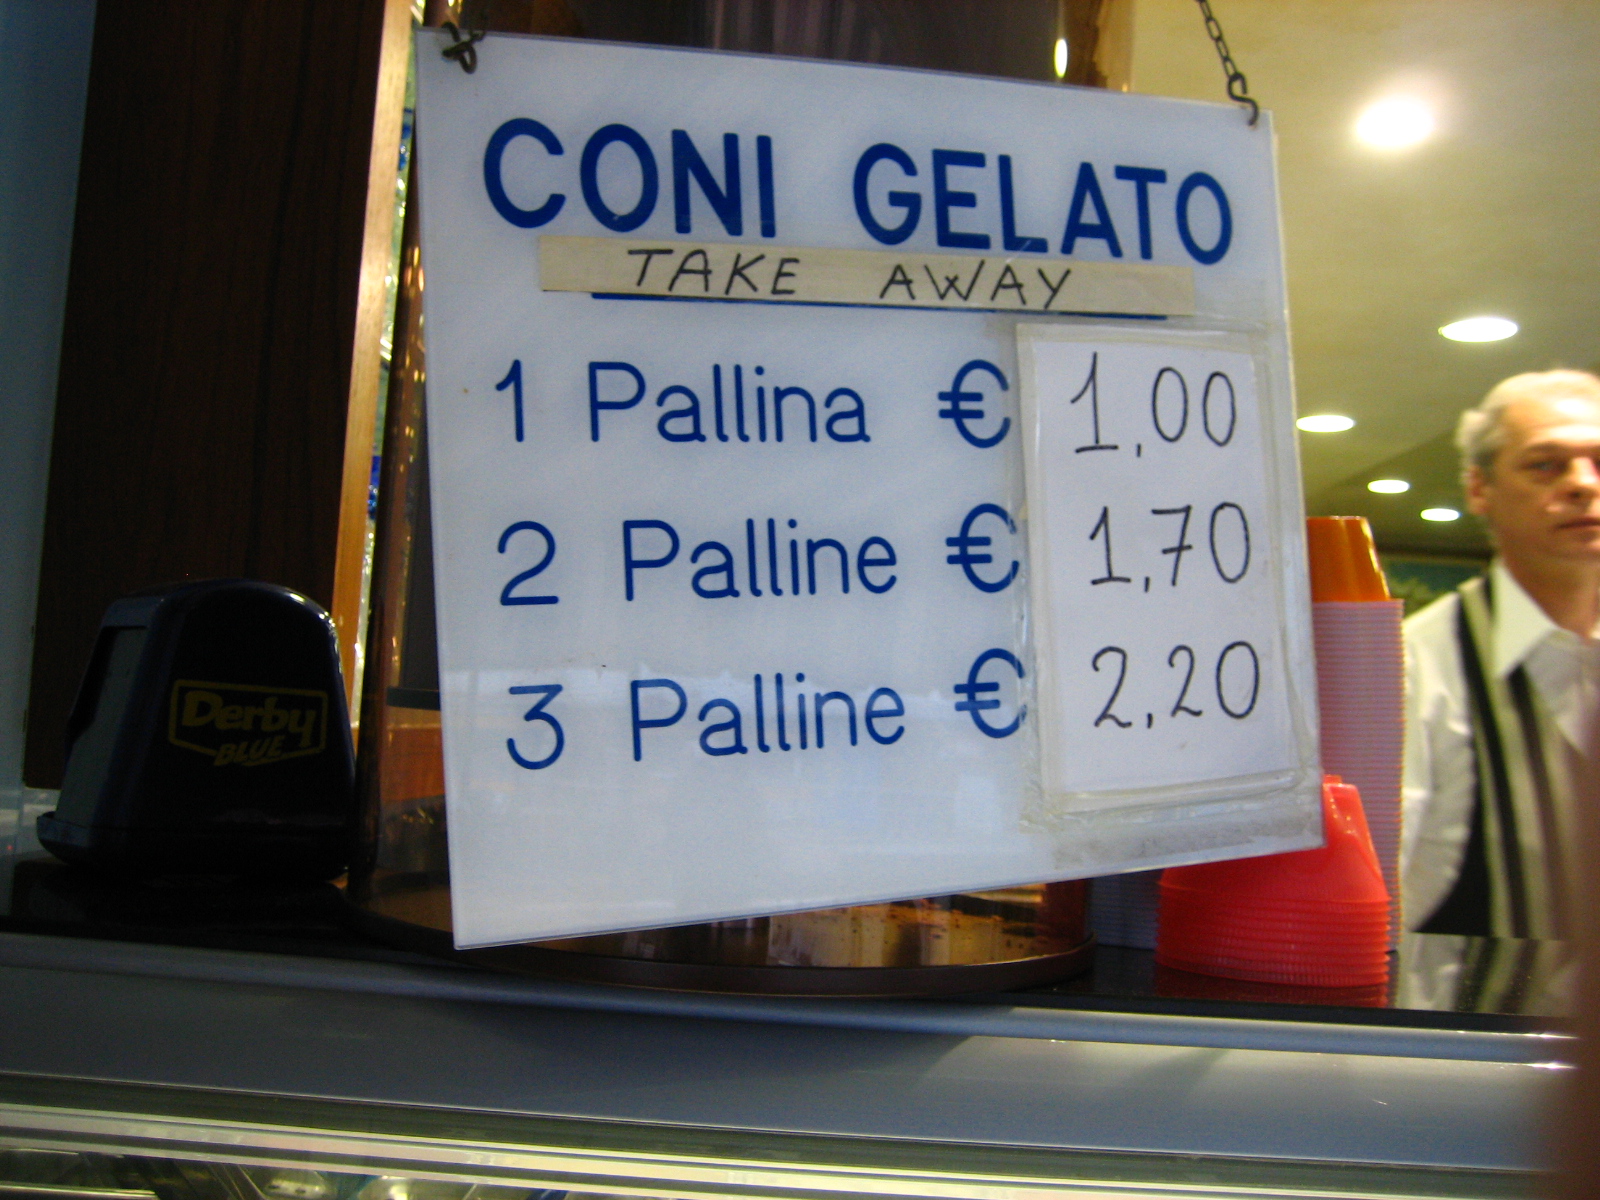 CONI GELATO
TAKE AWAY
1 Pallina € 1,00
2 Palline € 1,70
3 Palline € 2,20
Derby
BLUE